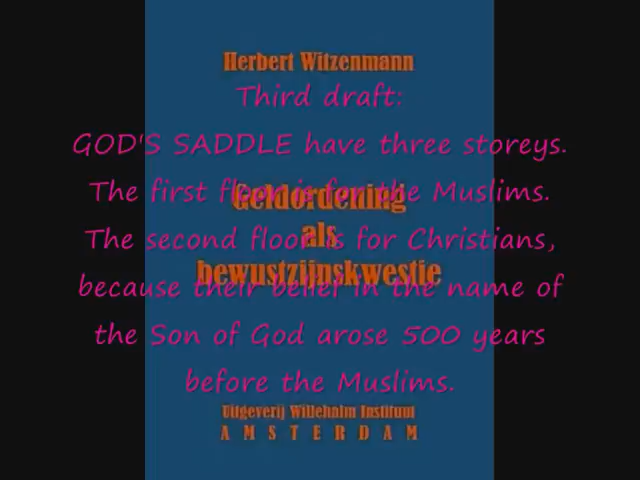 Herbert Witzenmann
Third draft:
GOD'S SADDLE have three storeys.
The first floor is for the Muslims.
Geldordening
The second floor is for Christians,
als
bewustzijnskwestie
because their belief in the name of
the Son of God arose 500 years
before the Muslims.
Uitgeverij Willehalm Instituut
AMSTERDAM